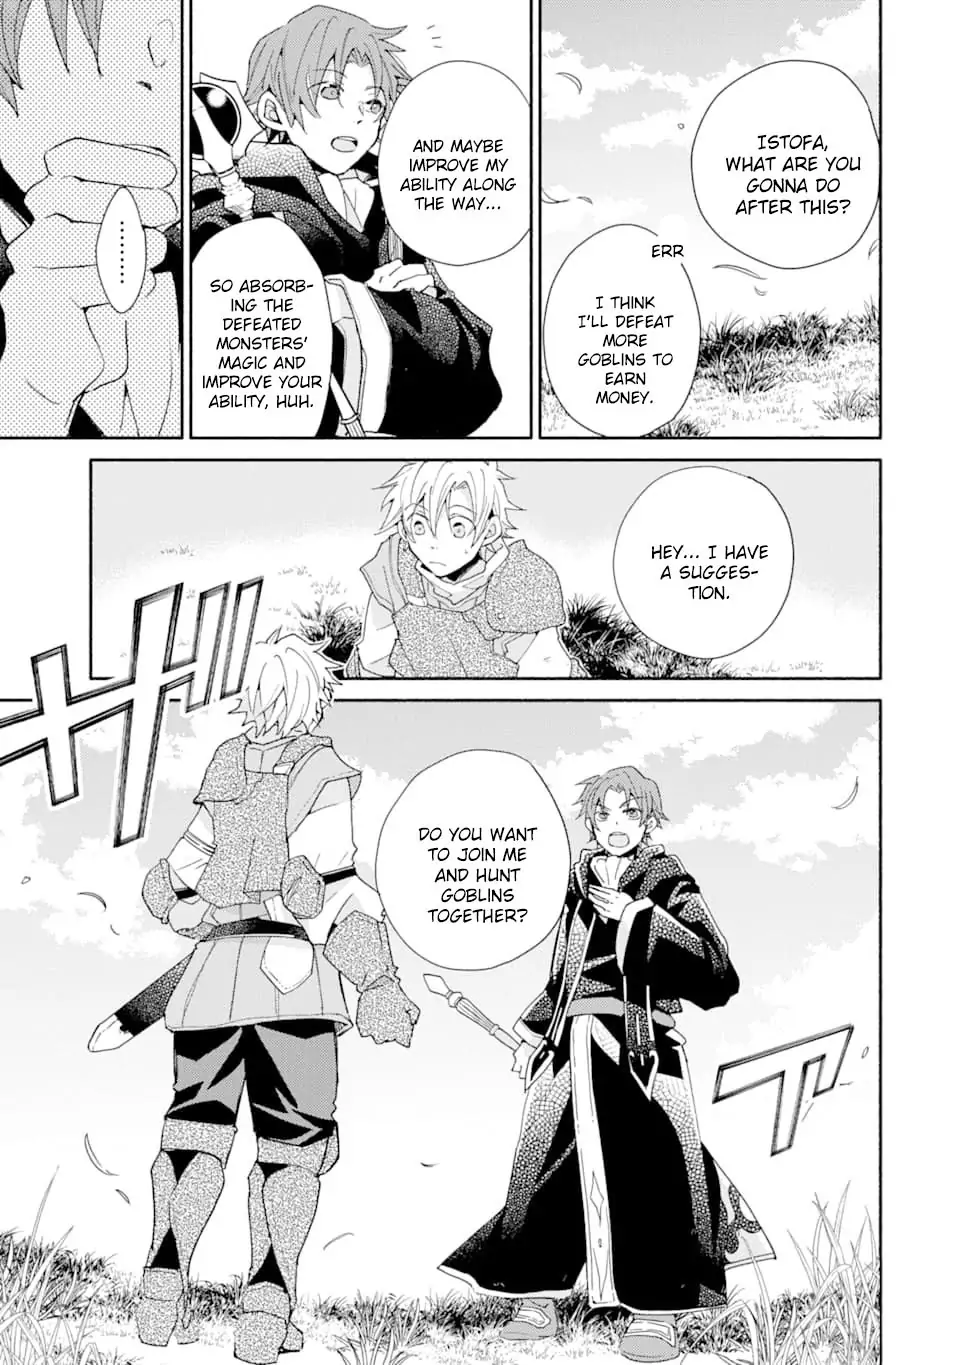 ISTOFA,
WHAT ARE YOU
GONNA DO
AFTER THIS?
ERR
I THINK
I'LL DEFEAT
MORE
GOBLINS TO
EARN
MONEY.
AND MAYBE
IMPROVE MY
ABILITY ALONG
THE WAY...
SO ABSORB-
ING THE
DEFEATED
MONSTERS'
MAGIC AND
IMPROVE YOUR
ABILITY, HUH.
........
HEY... I HAVE
A SUGGES-
TION.
ザッ
DO YOU WANT
TO JOIN ME
AND HUNT
GOBLINS
TOGETHER?